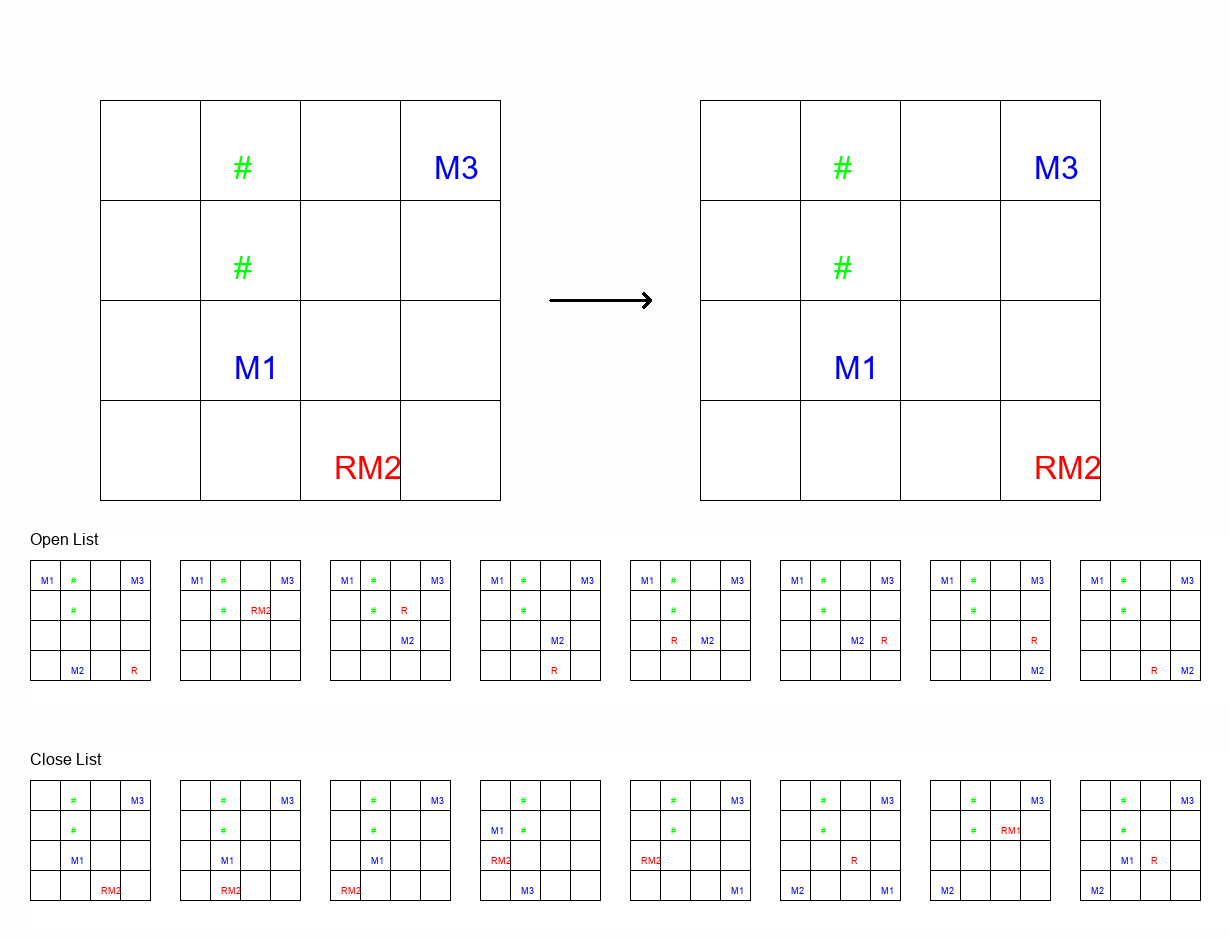 # M3 # M3
# #
M1 M1
RM2 RM2
Open List
M1 # M3 M1 # M3 M1 # M3 M1 # M3 M1 # M3 M1 # M3 M1 # M3 M1 # M3
# # RM2 # R # # # # #
M2 M2 R M2 M2 R R
M2 R R M2 R M2
Close List
# M3 # M3 # M3 # # M3 # M3 # M3 # M3
# # # M1 # # # # RM1 #
M1 M1 M1 RM2 RM2 R M1 R
RM2 RM2 RM2 M3 M1 M2 M1 M2 M2